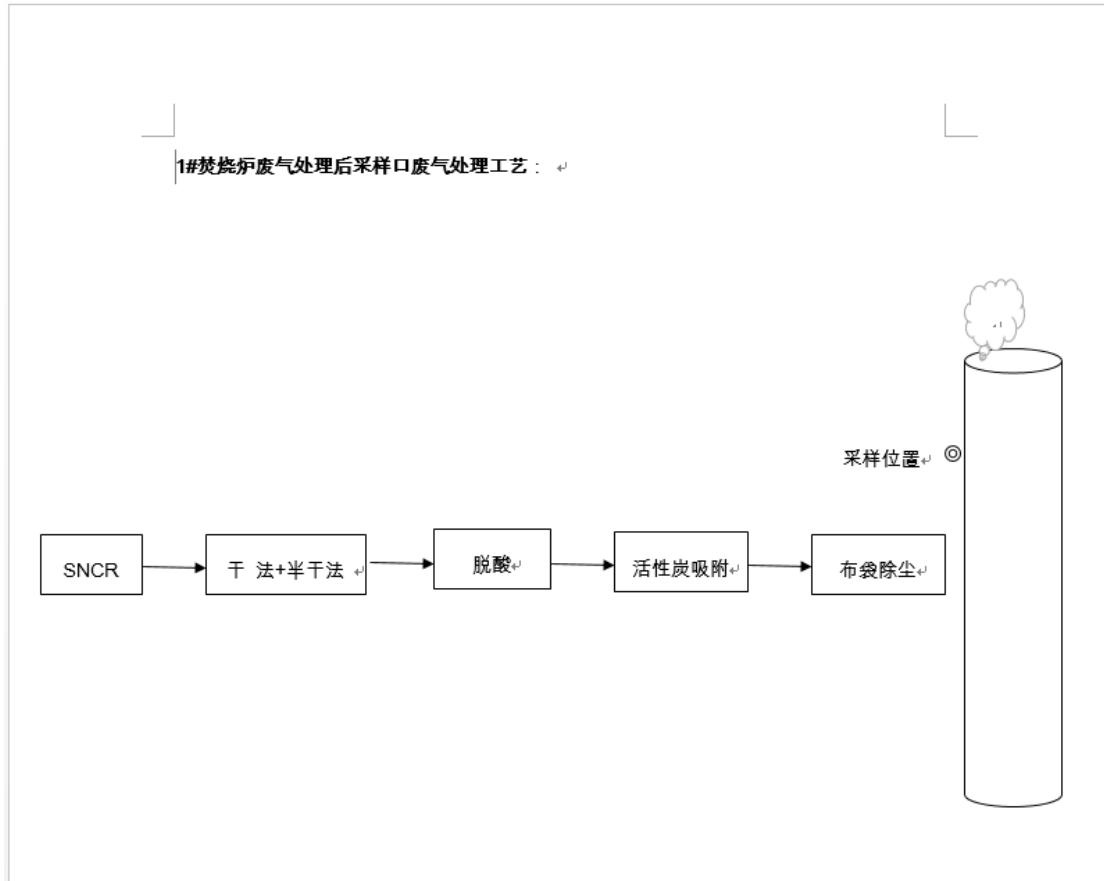 1#焚烧炉废气处理后采样口废气处理工艺：
采样位置
SNCR
干 法+半干法
脱酸
活性炭吸附
布袋除尘